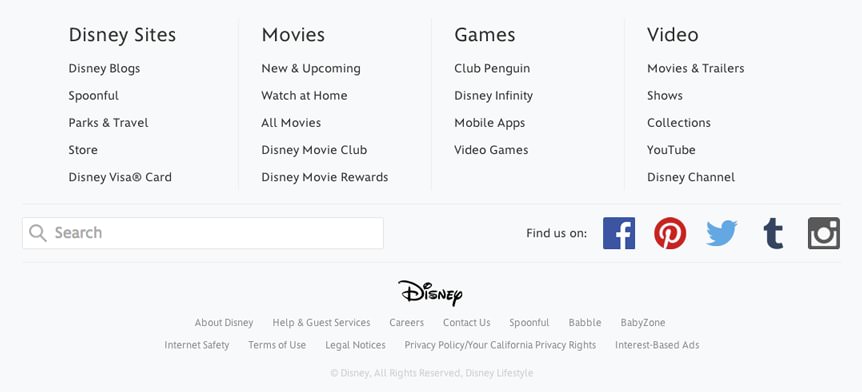 Disney Sites
Disney Blogs
Spoonful
Parks & Travel
Store
Disney Visa® Card
Movies
New & Upcoming
Watch at Home
All Movies
Disney Movie Club
Disney Movie Rewards
Games
Club Penguin
Disney Infinity
Mobile Apps
Video Games
Video
Movies & Trailers
Shows
Collections
YouTube
Disney Channel
Search
Find us on:
Disney
About Disney Help & Guest Services Careers Contact Us Spoonful Babble BabyZone
Internet Safety Terms of Use Legal Notices Privacy Policy/Your California Privacy Rights Interest-Based Ads
© Disney, All Rights Reserved, Disney Lifestyle